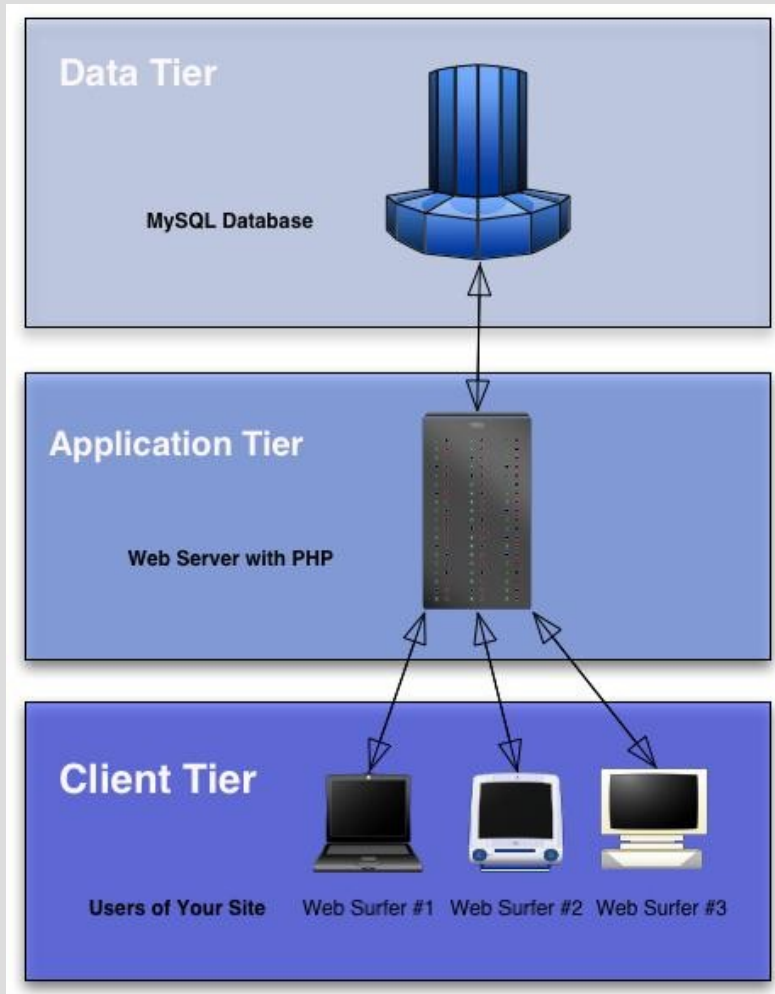 Data Tier
MySQL Database
Application Tier
Web Server with PHP
Client Tier
Users of Your Site
Web Surfer #1
Web Surfer #2
Web Surfer #3